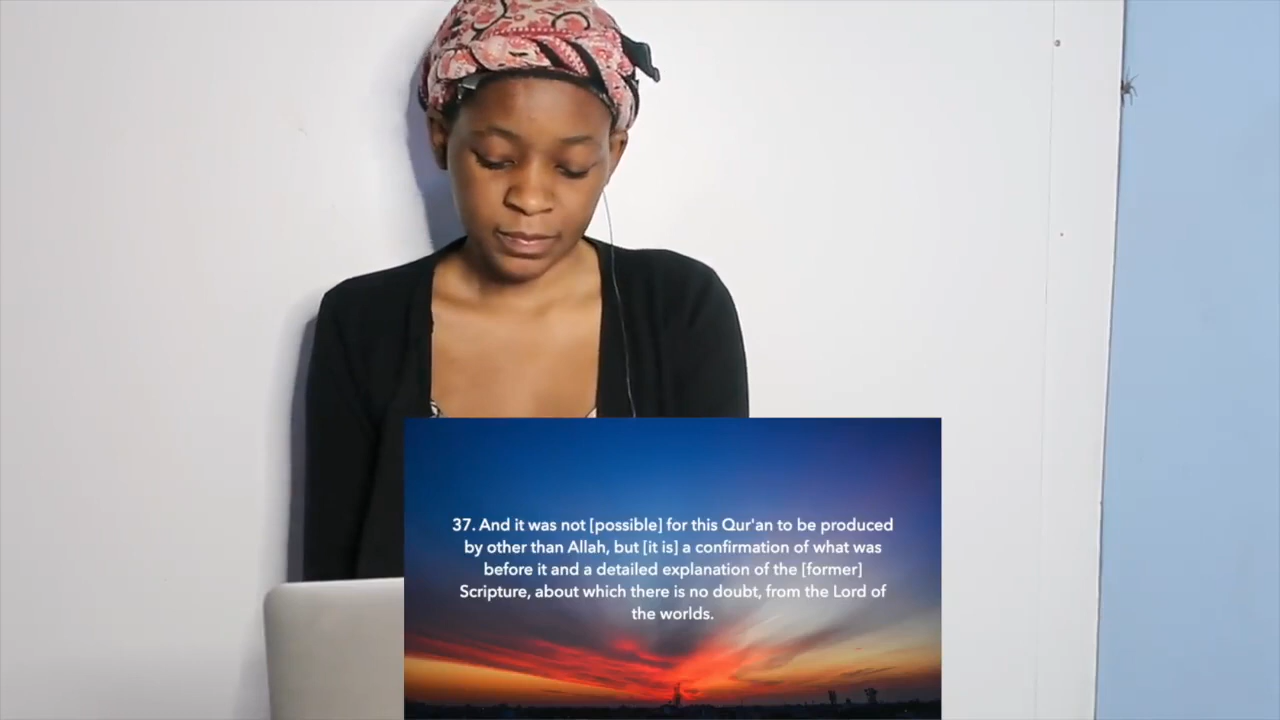 37. And it was not [possible] for this Qur'an to be produced
by other than Allah, but [it is] a confirmation of what was
before it and a detailed explanation of the [former]
Scripture, about which there is no doubt, from the Lord of
the worlds.